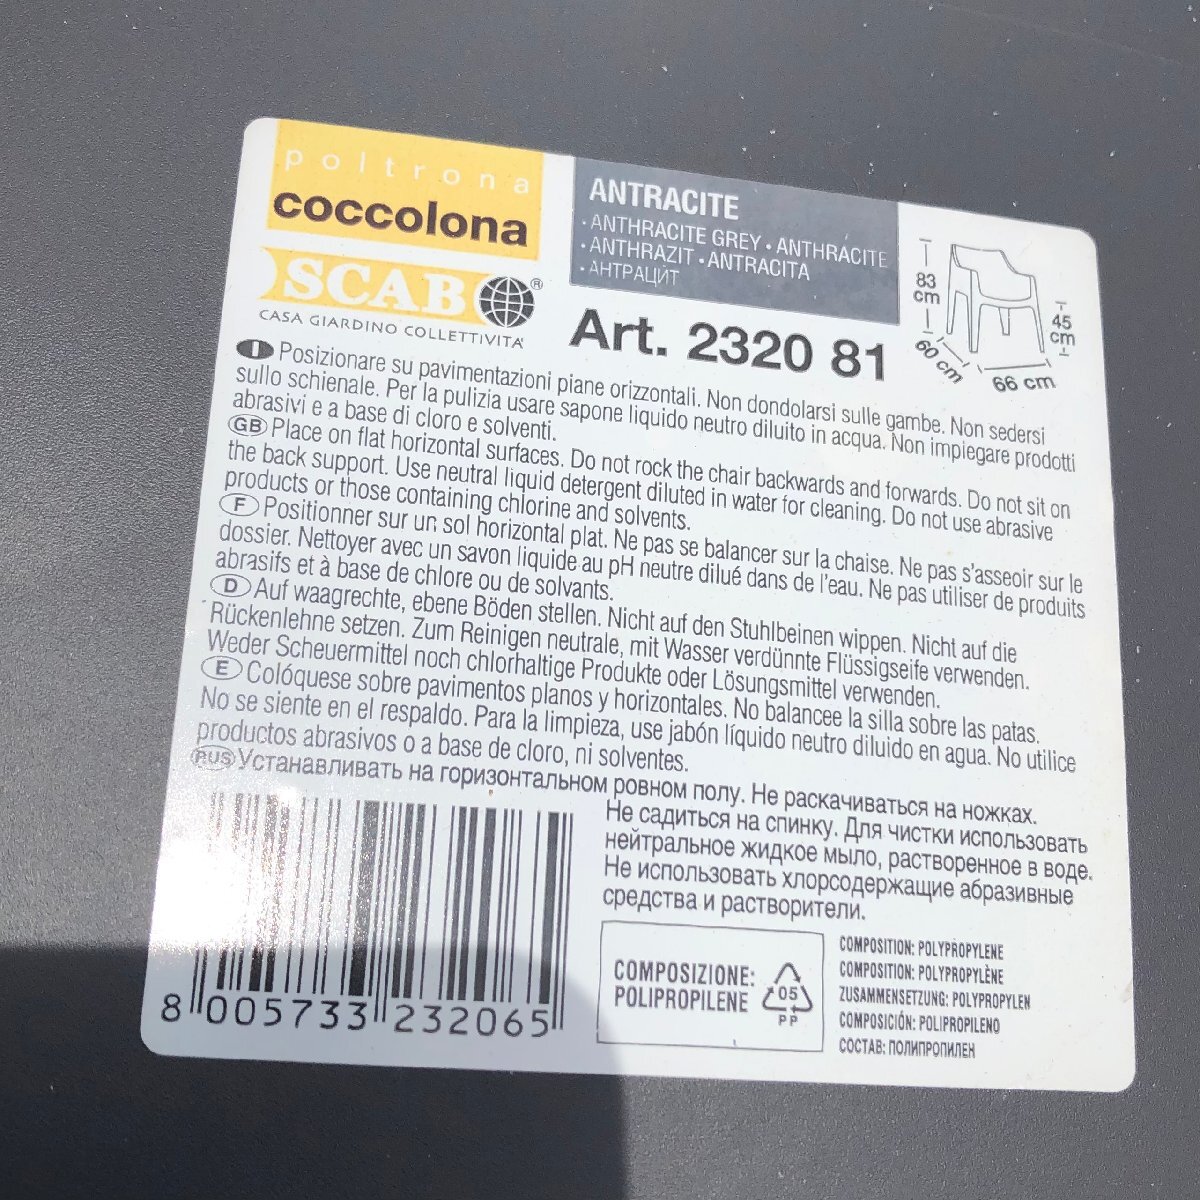 poltrona
coccolona
SCAB®
CASA GIARDINO COLLETTIVITA'
ANTRACITE
· ANTHRACITE GREY · ANTHRACITE
· ANTHRAZIT · ANTRACITA
· АНТРАЦИТ
Art. 2320 81
83
cm
45
cm
60 cm
66 cm
I Posizionare su pavimentazioni piane orizzontali. Non dondolarsi sulle gambe. Non sedersi
sullo schienale. Per la pulizia usare sapone liquido neutro diluito in acqua. Non impiegare prodotti
abrasivi e a base di cloro e solventi.
GB Place on flat horizontal surfaces. Do not rock the chair backwards and forwards. Do not sit on
the back support. Use neutral liquid detergent diluted in water for cleaning. Do not use abrasive
products or those containing chlorine and solvents.
F Positionner sur un sol horizontal plat. Ne pas se balancer sur la chaise. Ne pas s'asseoir sur le
dossier. Nettoyer avec un savon liquide au pH neutre dilué dans de l'eau. Ne pas utiliser de produits
abrasifs et à base de chlore ou de solvants.
D Auf waagrechte, ebene Böden stellen. Nicht auf den Stuhlbeinen wippen. Nicht auf die
Rückenlehne setzen. Zum Reinigen neutrale, mit Wasser verdünnte Flüssigseife verwenden.
Weder Scheuermittel noch chlorhaltige Produkte oder Lösungsmittel verwenden.
E Colóquese sobre pavimentos planos y horizontales. No balancee la silla sobre las patas.
No se siente en el respaldo. Para la limpieza, use jabón líquido neutro diluido en agua. No utilice
productos abrasivos o a base de cloro, ni solventes.
RUS Устанавливать на горизонтальном ровном полу. Не раскачиваться на ножках.
Не садиться на спинку. Для чистки использовать
нейтральное жидкое мыло, растворенное в воде.
Не использовать хлорсодержащие абразивные
средства и растворители.
8 005733 232065
COMPOSIZIONE:
POLIPROPILENE
05
PP
COMPOSITION: POLYPROPYLENE
COMPOSITION: POLYPROPYLÈNE
ZUSAMMENSETZUNG: POLYPROPYLEN
COMPOSICIÓN: POLIPROPILENO
СОСТАВ: ПОЛИПРОПИЛЕН